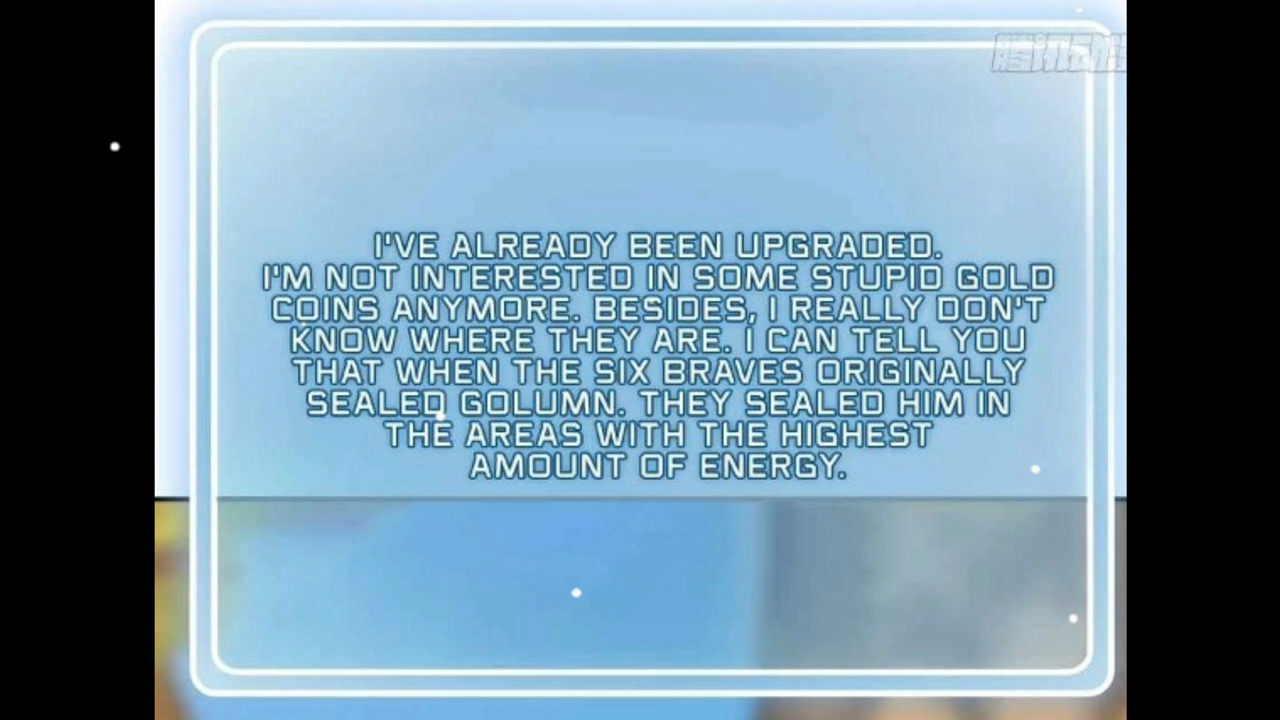 I'VE ALREADY BEEN UPGRADED.
I'M NOT INTERESTED IN SOME STUPID GOLD
COINS ANYMORE. BESIDES, I REALLY DON'T
KNOW WHERE THEY ARE. I CAN TELL YOU
THAT WHEN THE SIX BRAVES ORIGINALLY
SEALED GOLUMN. THEY SEALED HIM IN
THE AREAS WITH THE HIGHEST
AMOUNT OF ENERGY.